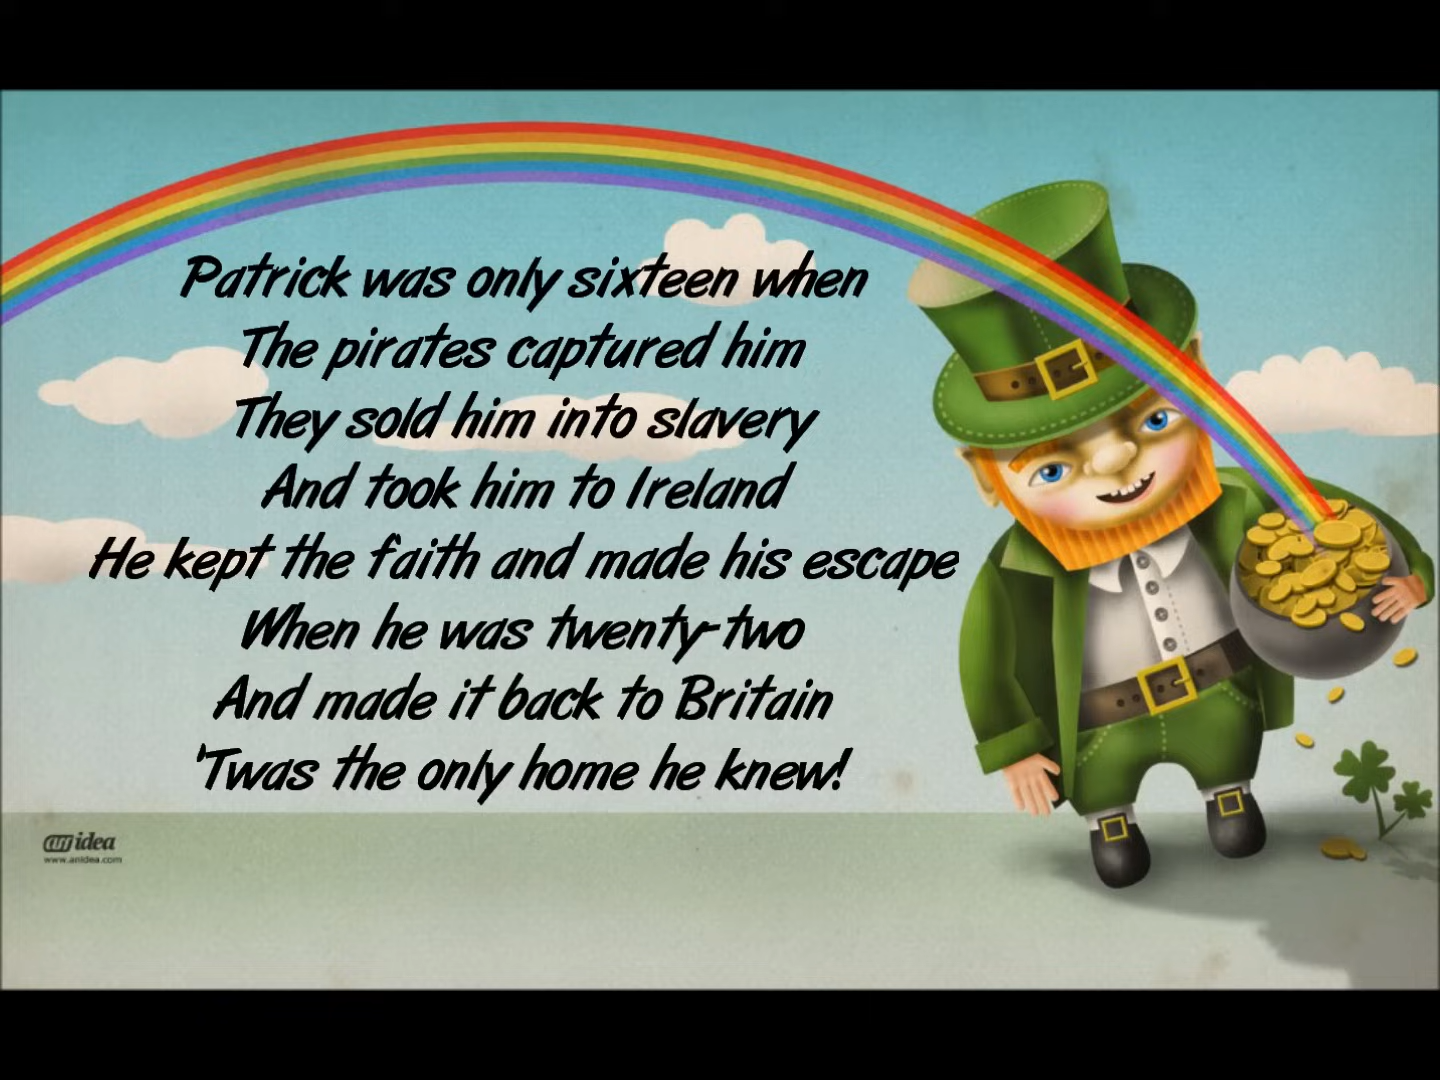 Patrick was only sixteen when
The pirates captured him
They sold him into slavery
And took him to Ireland
He kept the faith and made his escape
When he was twenty-two
And made it back to Britain
'Twas the only home he knew!
an idea
www.anidea.com